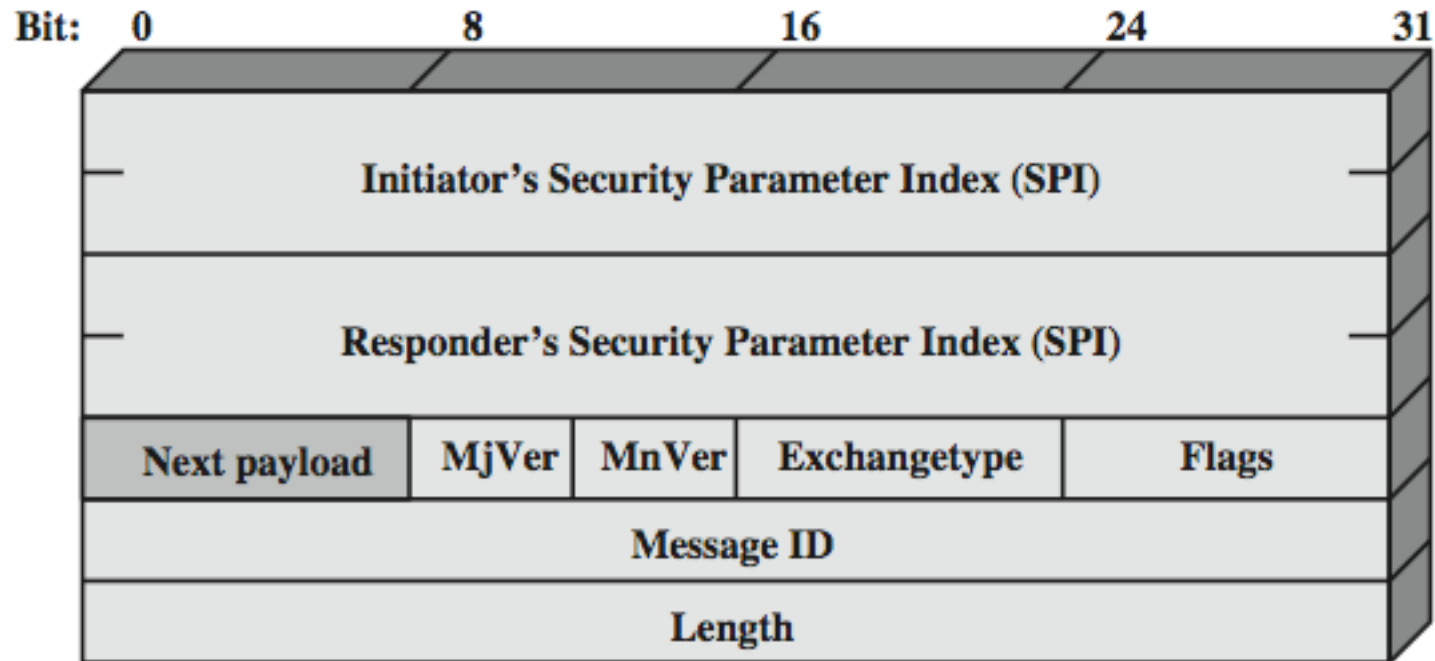 Bit: 0 8 16 24 31
Initiator’s Security Parameter Index (SPI)
Responder’s Security Parameter Index (SPI)
Next payload MjVer MnVer Exchangetype Flags
Message ID
Length